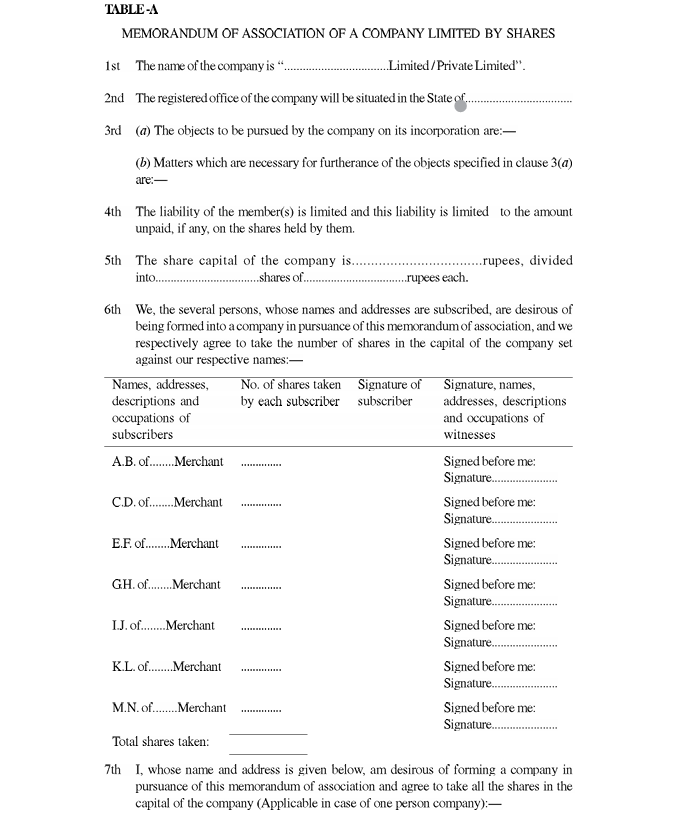 TABLE-A
MEMORANDUM OF ASSOCIATION OF A COMPANY LIMITED BY SHARES
1st The name of the company is “..................................Limited / Private Limited”.
2nd The registered office of the company will be situated in the State of...................................
3rd (a) The objects to be pursued by the company on its incorporation are:—
(b) Matters which are necessary for furtherance of the objects specified in clause 3(a)
are:—
4th The liability of the member(s) is limited and this liability is limited to the amount
unpaid, if any, on the shares held by them.
5th The share capital of the company is..................................rupees, divided
into..................................shares of..................................rupees each.
6th We, the several persons, whose names and addresses are subscribed, are desirous of
being formed into a company in pursuance of this memorandum of association, and we
respectively agree to take the number of shares in the capital of the company set
against our respective names:—
Names, addresses, No. of shares taken Signature of Signature, names,
descriptions and by each subscriber subscriber addresses, descriptions
occupations of and occupations of
subscribers witnesses
A.B. of........Merchant .............. Signed before me:
Signature......................
C.D. of........Merchant .............. Signed before me:
Signature......................
E.F. of........Merchant .............. Signed before me:
Signature......................
G.H. of........Merchant .............. Signed before me:
Signature......................
I.J. of........Merchant .............. Signed before me:
Signature......................
K.L. of........Merchant .............. Signed before me:
Signature......................
M.N. of........Merchant .............. Signed before me:
Signature......................
Total shares taken:
7th I, whose name and address is given below, am desirous of forming a company in
pursuance of this memorandum of association and agree to take all the shares in the
capital of the company (Applicable in case of one person company):—